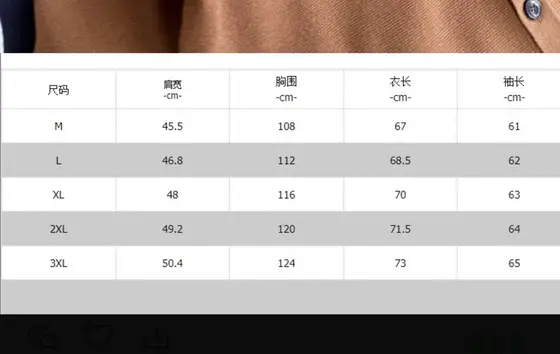 尺码 肩宽 -cm- 胸围 -cm- 衣长 -cm- 袖长 -cm-
M 45.5 108 67 61
L 46.8 112 68.5 62
XL 48 116 70 63
2XL 49.2 120 71.5 64
3XL 50.4 124 73 65